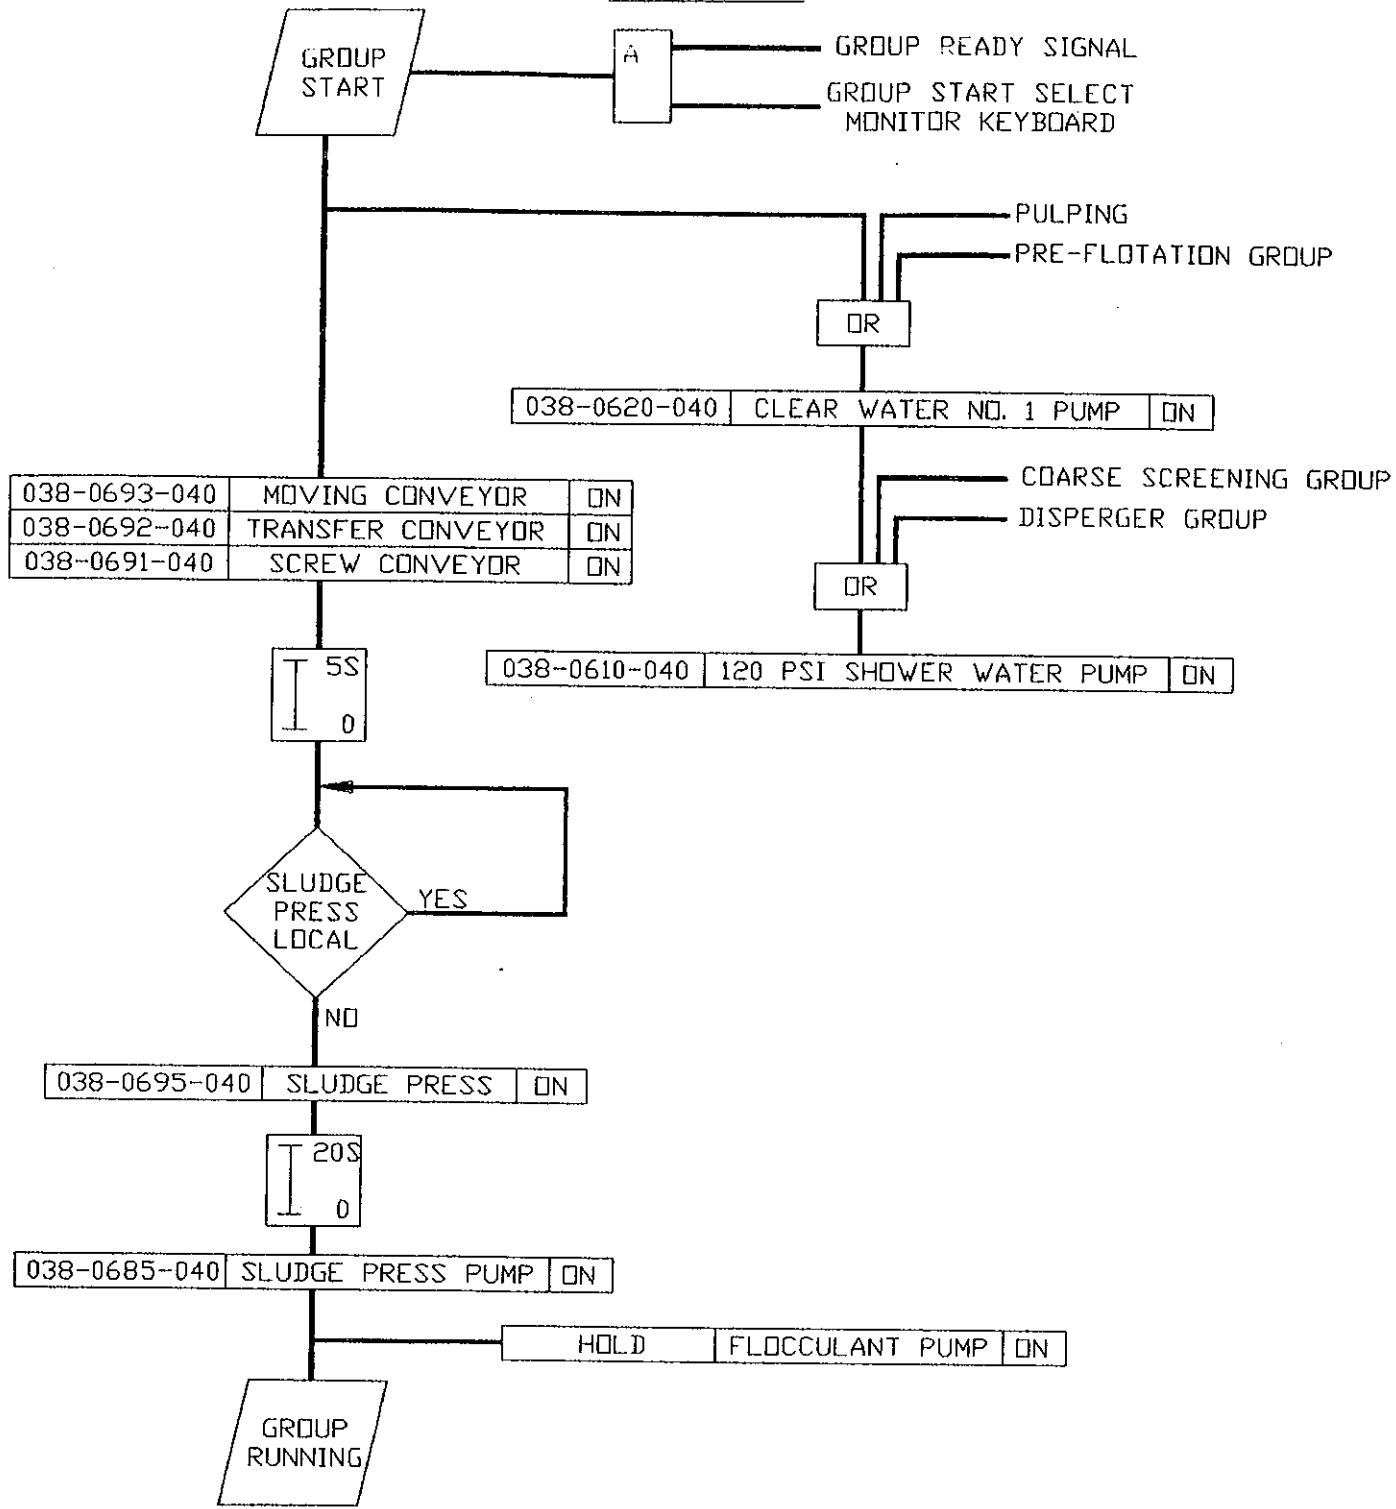 GROUP
START
A
GROUP READY SIGNAL
GROUP START SELECT
MONITOR KEYBOARD
PULPING
PRE-FLOTATION GROUP
OR
038-0620-040 CLEAR WATER NO. 1 PUMP ON
COARSE SCREENING GROUP
DISPERGER GROUP
OR
038-0610-040 120 PSI SHOWER WATER PUMP ON
038-0693-040 MOVING CONVEYOR ON
038-0692-040 TRANSFER CONVEYOR ON
038-0691-040 SCREW CONVEYOR ON
5S
0
SLUDGE
PRESS
LOCAL
YES
NO
038-0695-040 SLUDGE PRESS ON
20S
0
038-0685-040 SLUDGE PRESS PUMP ON
HOLD FLOCCULANT PUMP ON
GROUP
RUNNING